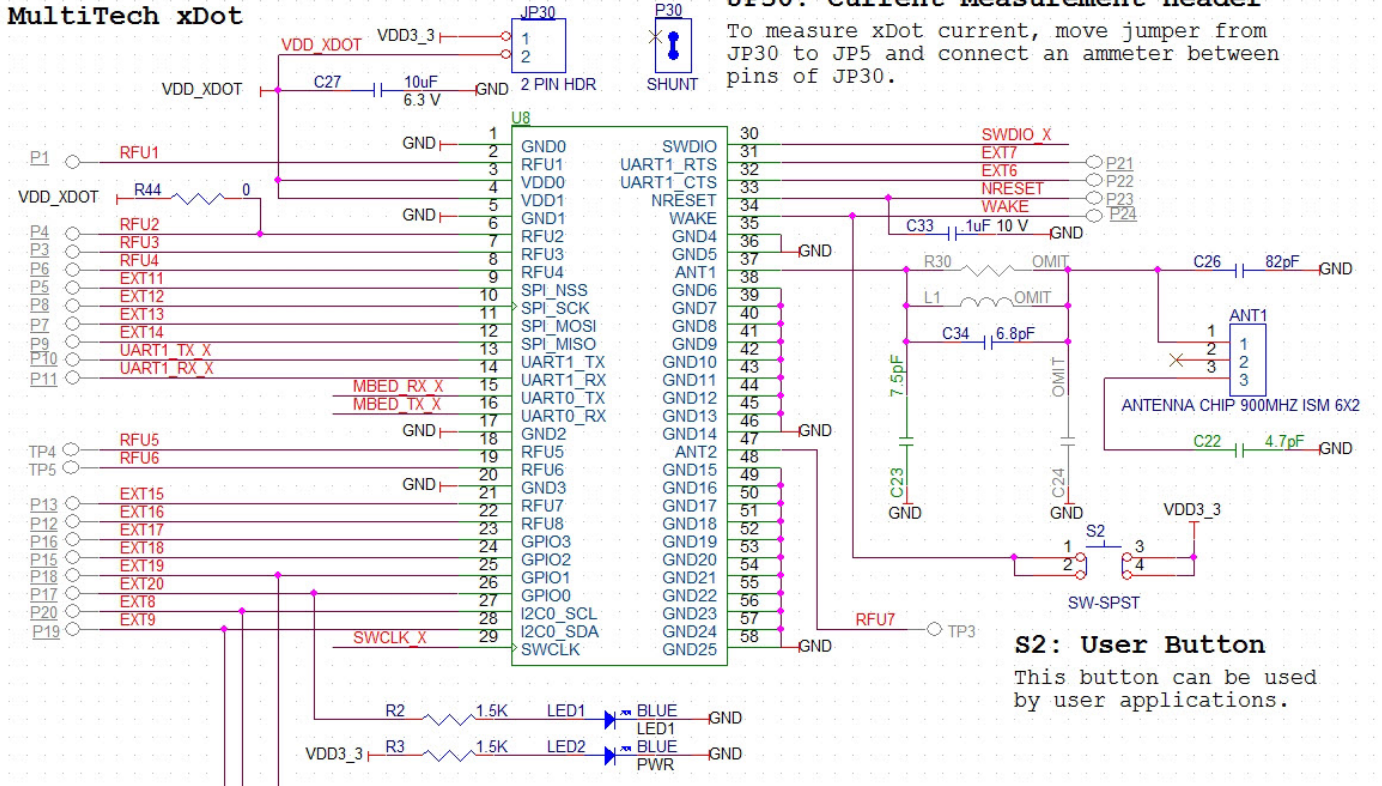 MultiTech xDot
JP30: Current Measurement Header
To measure xDot current, move jumper from
JP30 to JP5 and connect an ammeter between
pins of JP30.
JP30
VDD3_3
1
VDD_XDOT
2
2 PIN HDR
P30
SHUNT
VDD_XDOT
C27
10uF
6.3 V
GND
U8
GND 1 GND0
P1 RFU1 2 RFU1
3 VDD0
VDD_XDOT R44 0
4 VDD1
GND 5 GND1
P4 RFU2 6 RFU2
P3 RFU3 7 RFU3
P6 RFU4 8 RFU4
P5 EXT11 9 SPI_NSS
P8 EXT12 10 SPI_SCK
P7 EXT13 11 SPI_MOSI
P9 EXT14 12 SPI_MISO
P10 UART1_TX_X 13 UART1_TX
P11 UART1_RX_X 14 UART1_RX
MBED_RX_X 15 UART0_TX
MBED_TX_X 16 UART0_RX
GND 17 GND2
TP4 RFU5 18 RFU5
TP5 RFU6 19 RFU6
GND 20 GND3
P13 EXT15 21 RFU7
P12 EXT16 22 RFU8
P16 EXT17 23 GPIO3
P15 EXT18 24 GPIO2
P18 EXT19 25 GPIO1
P17 EXT20 26 GPIO0
P20 EXT8 27 I2C0_SCL
P19 EXT9 28 I2C0_SDA
SWCLK_X 29 SWCLK
SWDIO 30 SWDIO_X
UART1_RTS 31 EXT7 P21
UART1_CTS 32 EXT6 P22
NRESET 33 NRESET P23
WAKE 34 WAKE P24
GND4 35
GND5 36 GND
ANT1 37
GND6 38
GND7 39
GND8 40
GND9 41
GND10 42
GND11 43
GND12 44
GND13 45
GND14 46 GND
ANT2 47
GND15 48
GND16 49
GND17 50
GND18 51
GND19 52
GND20 53
GND21 54
GND22 55
GND23 56
GND24 57
GND25 58 GND
C33 .1uF 10 V GND
R30 OMIT
L1 OMIT
C34 6.8pF
7.5pF
C23
GND
OMIT
C24
GND
C26 82pF GND
ANT1
1 1
2 2
3 3
ANTENNA CHIP 900MHZ ISM 6X2
C22 4.7pF GND
VDD3_3
S2
1 3
2 4
SW-SPST
RFU7 TP3
S2: User Button
This button can be used
by user applications.
R2 1.5K LED1 BLUE GND
LED1
VDD3_3 R3 1.5K LED2 BLUE GND
PWR